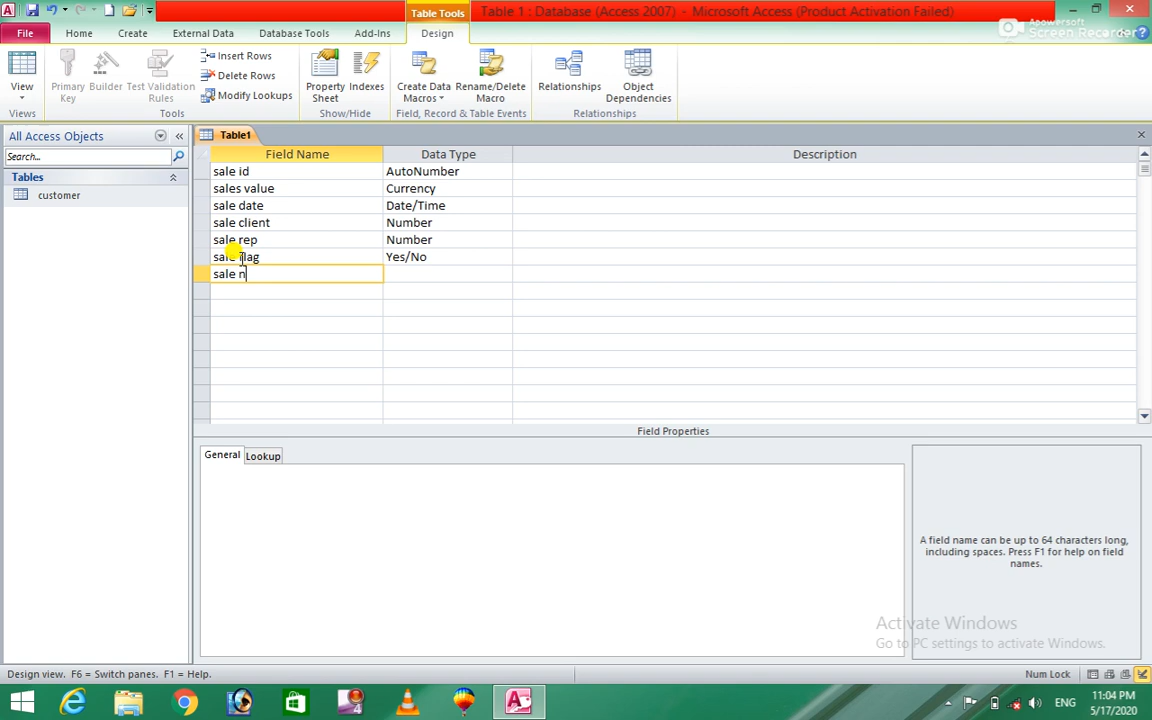 Table Tools
Table 1 : Database (Access 2007) - Microsoft Access (Product Activation Failed)
Apowersoft
Screen Recorder
File
Home
Create
External Data
Database Tools
Add-Ins
Design
View
Primary Key
Builder
Test Validation Rules
Insert Rows
Delete Rows
Modify Lookups
Property Sheet
Indexes
Create Data Macros
Rename/Delete Macro
Relationships
Object Dependencies
Views
Tools
Show/Hide
Field, Record & Table Events
Relationships
All Access Objects
Search...
Tables
customer
Table1
Field Name Data Type Description
sale id AutoNumber
sales value Currency
sale date Date/Time
sale client Number
sale rep Number
sale flag Yes/No
sale n
Field Properties
General Lookup
A field name can be up to 64 characters long,
including spaces. Press F1 for help on field
names.
Activate Windows
Go to PC settings to activate Windows.
Design view. F6 = Switch panes. F1 = Help.
Num Lock
ENG
11:04 PM
5/17/2020